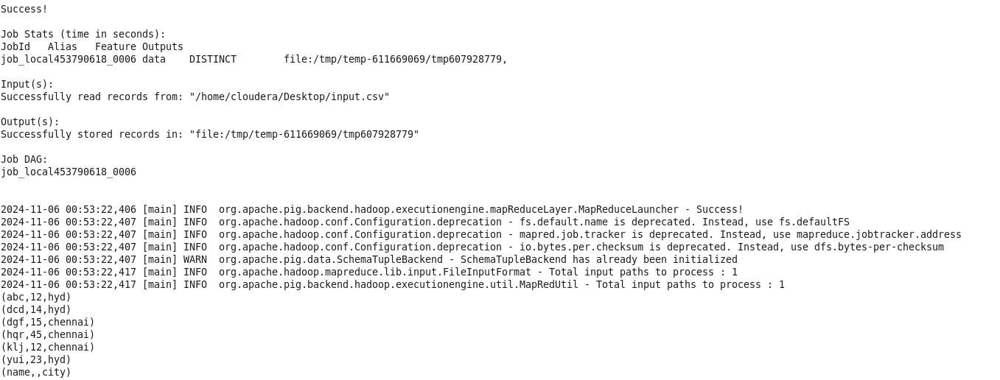 Success!
Job Stats (time in seconds):
JobId Alias Feature Outputs
job_local453790618_0006 data DISTINCT file:/tmp/temp-611669069/tmp607928779,
Input(s):
Successfully read records from: "/home/cloudera/Desktop/input.csv"
Output(s):
Successfully stored records in: "file:/tmp/temp-611669069/tmp607928779"
Job DAG:
job_local453790618_0006
2024-11-06 00:53:22,406 [main] INFO  org.apache.pig.backend.hadoop.executionengine.mapReduceLayer.MapReduceLauncher - Success!
2024-11-06 00:53:22,407 [main] INFO  org.apache.hadoop.conf.Configuration.deprecation - fs.default.name is deprecated. Instead, use fs.defaultFS
2024-11-06 00:53:22,407 [main] INFO  org.apache.hadoop.conf.Configuration.deprecation - mapred.job.tracker is deprecated. Instead, use mapreduce.jobtracker.address
2024-11-06 00:53:22,407 [main] INFO  org.apache.hadoop.conf.Configuration.deprecation - io.bytes.per.checksum is deprecated. Instead, use dfs.bytes-per-checksum
2024-11-06 00:53:22,407 [main] WARN  org.apache.pig.data.SchemaTupleBackend - SchemaTupleBackend has already been initialized
2024-11-06 00:53:22,417 [main] INFO  org.apache.hadoop.mapreduce.lib.input.FileInputFormat - Total input paths to process : 1
2024-11-06 00:53:22,417 [main] INFO  org.apache.pig.backend.hadoop.executionengine.util.MapRedUtil - Total input paths to process : 1
(abc,12,hyd)
(dcd,14,hyd)
(dgf,15,chennai)
(hqr,45,chennai)
(klj,12,chennai)
(yui,23,hyd)
(name,,city)